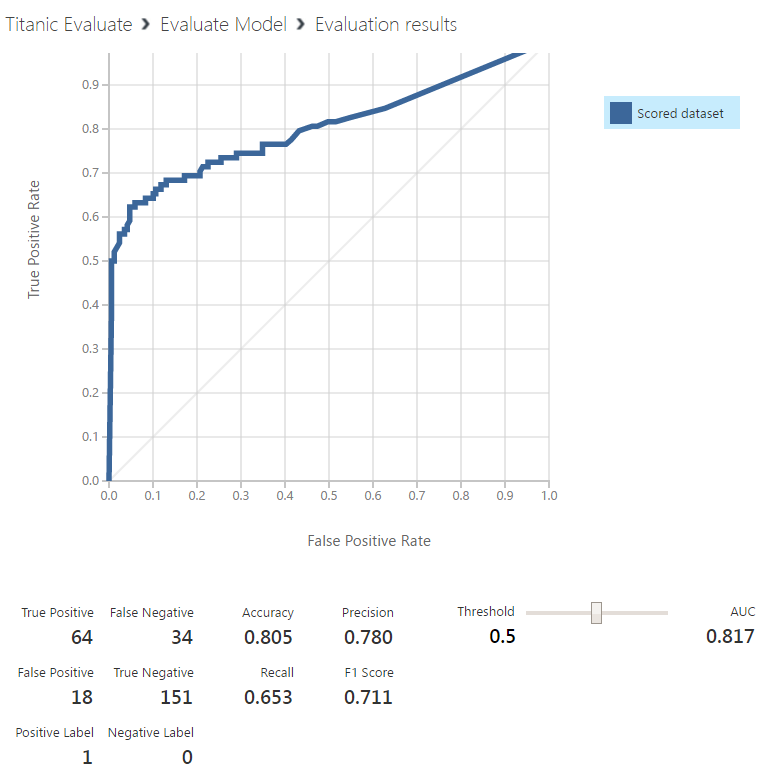 Titanic Evaluate › Evaluate Model › Evaluation results
0.9
0.8
0.7
0.6
0.5
0.4
0.3
0.2
0.1
0.0
True Positive Rate
0.0 0.1 0.2 0.3 0.4 0.5 0.6 0.7 0.8 0.9 1.0
False Positive Rate
Scored dataset
True Positive False Negative Accuracy Precision Threshold AUC
64 34 0.805 0.780 0.5 0.817
False Positive True Negative Recall F1 Score
18 151 0.653 0.711
Positive Label Negative Label
1 0